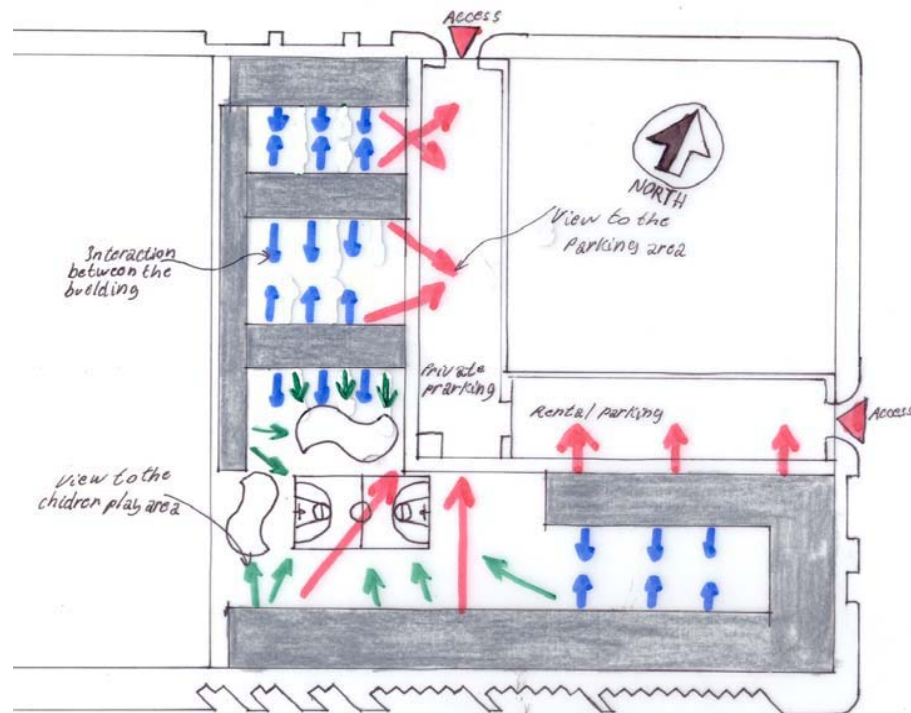 Access
NORTH
View to the
Parking area
Interaction
between the
building
Private
prarking
Rental parking
Access
View to the
chidren play area